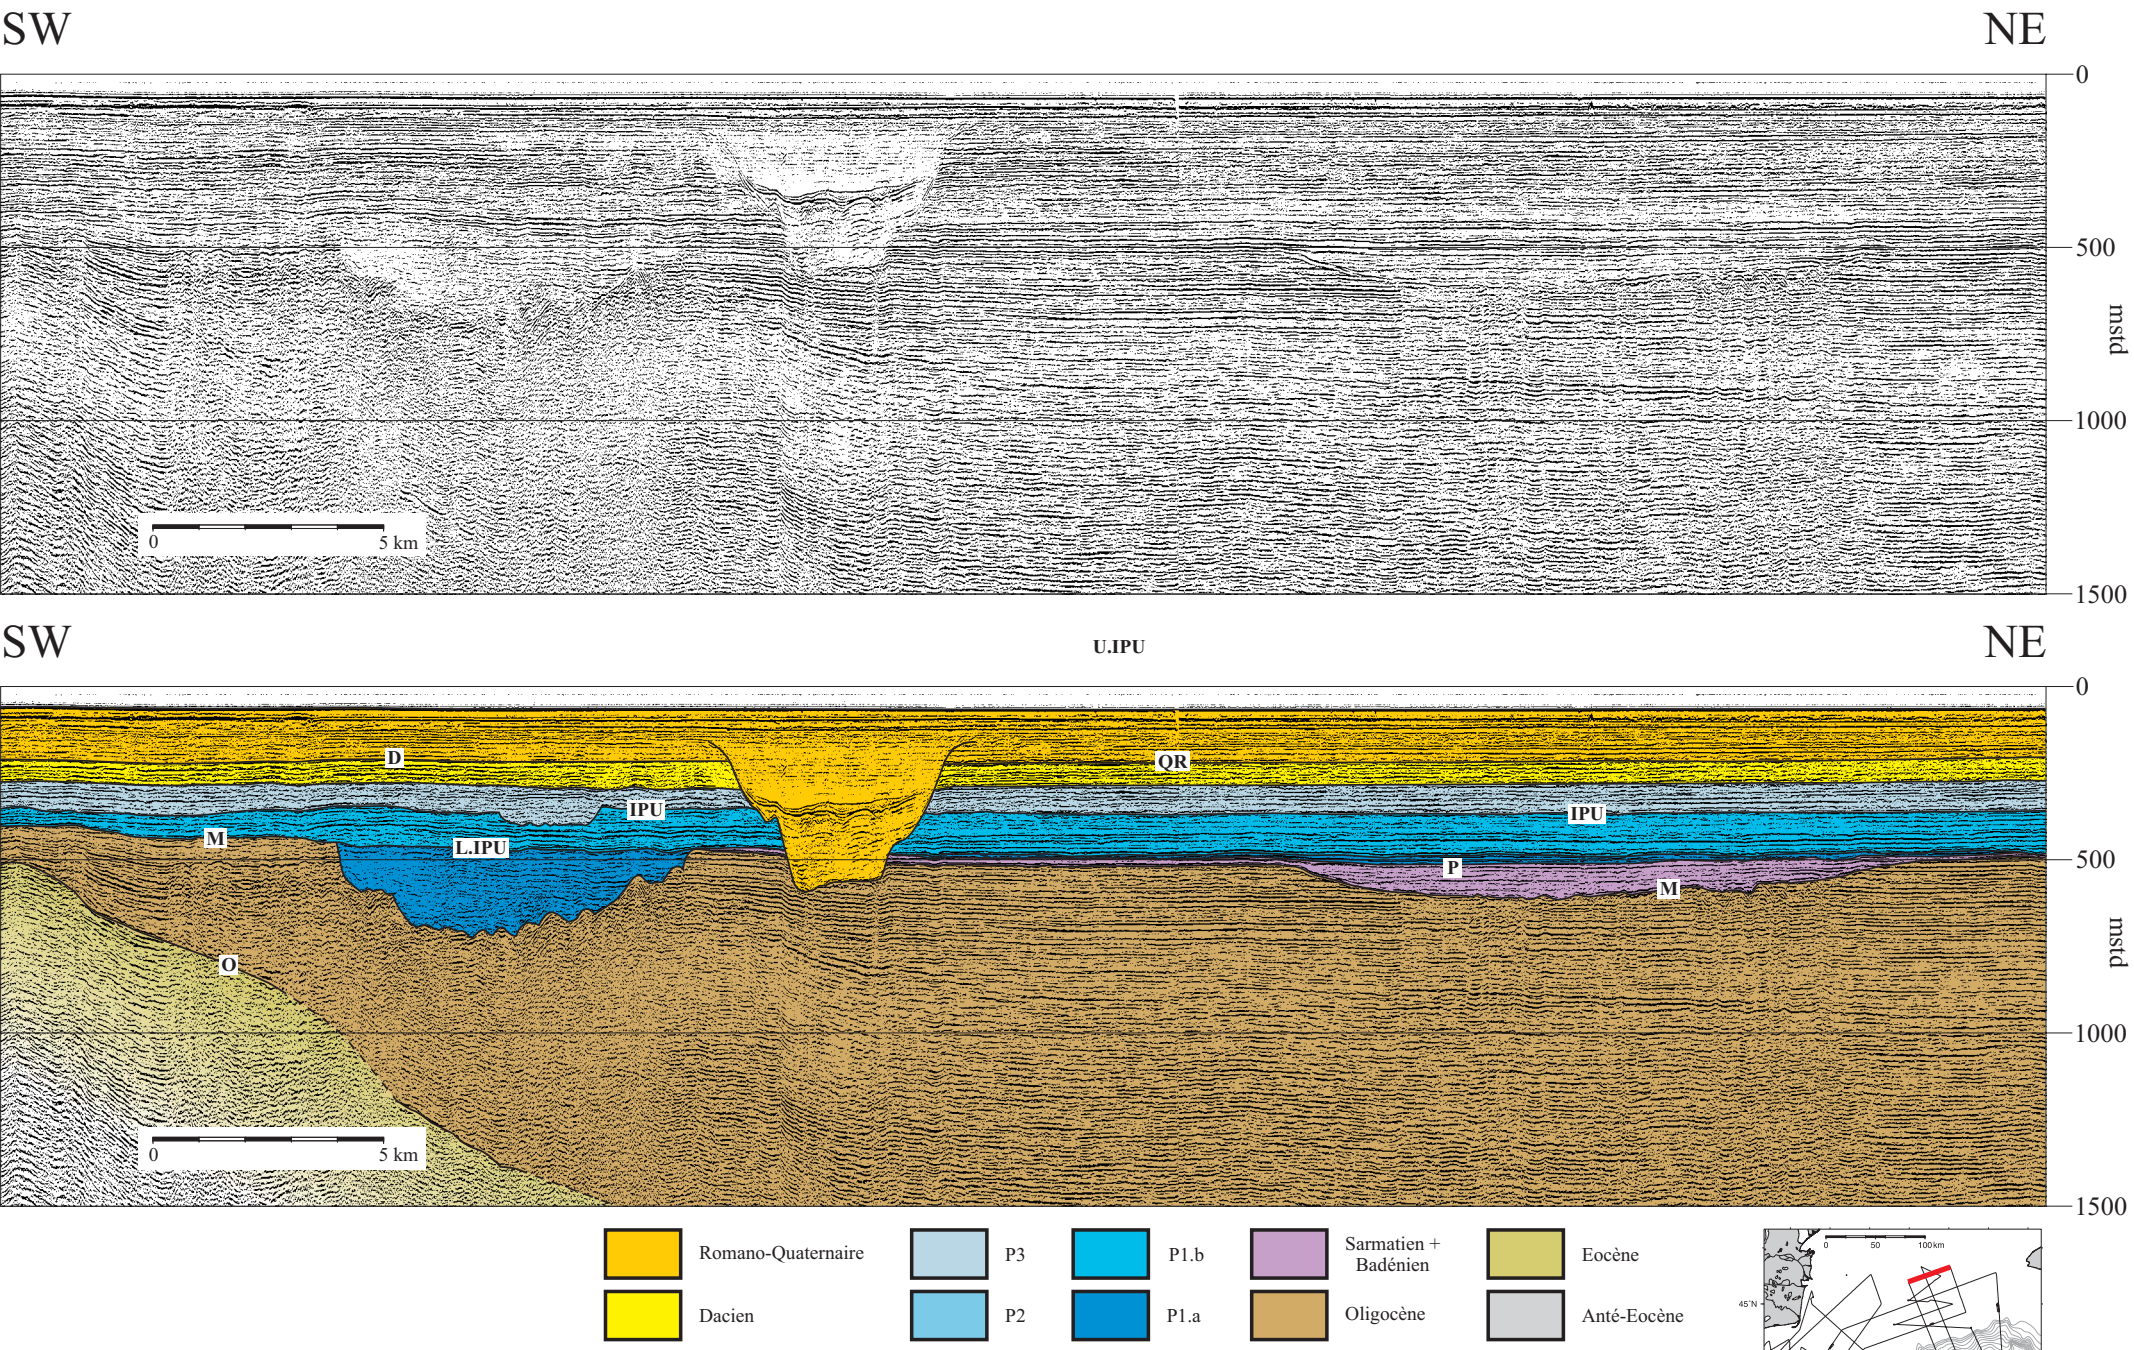 SW
NE
0
500
mstd
1000
0
5 km
1500
SW
U.IPU
NE
0
D
QR
IPU
IPU
M
L.IPU
500
P
M
mstd
O
1000
0
5 km
1500
Romano-Quaternaire
P3
P1.b
Sarmatien +
Badénien
Eocène
Dacien
P2
P1.a
Oligocène
Anté-Eocène
0
50
100km
45°N